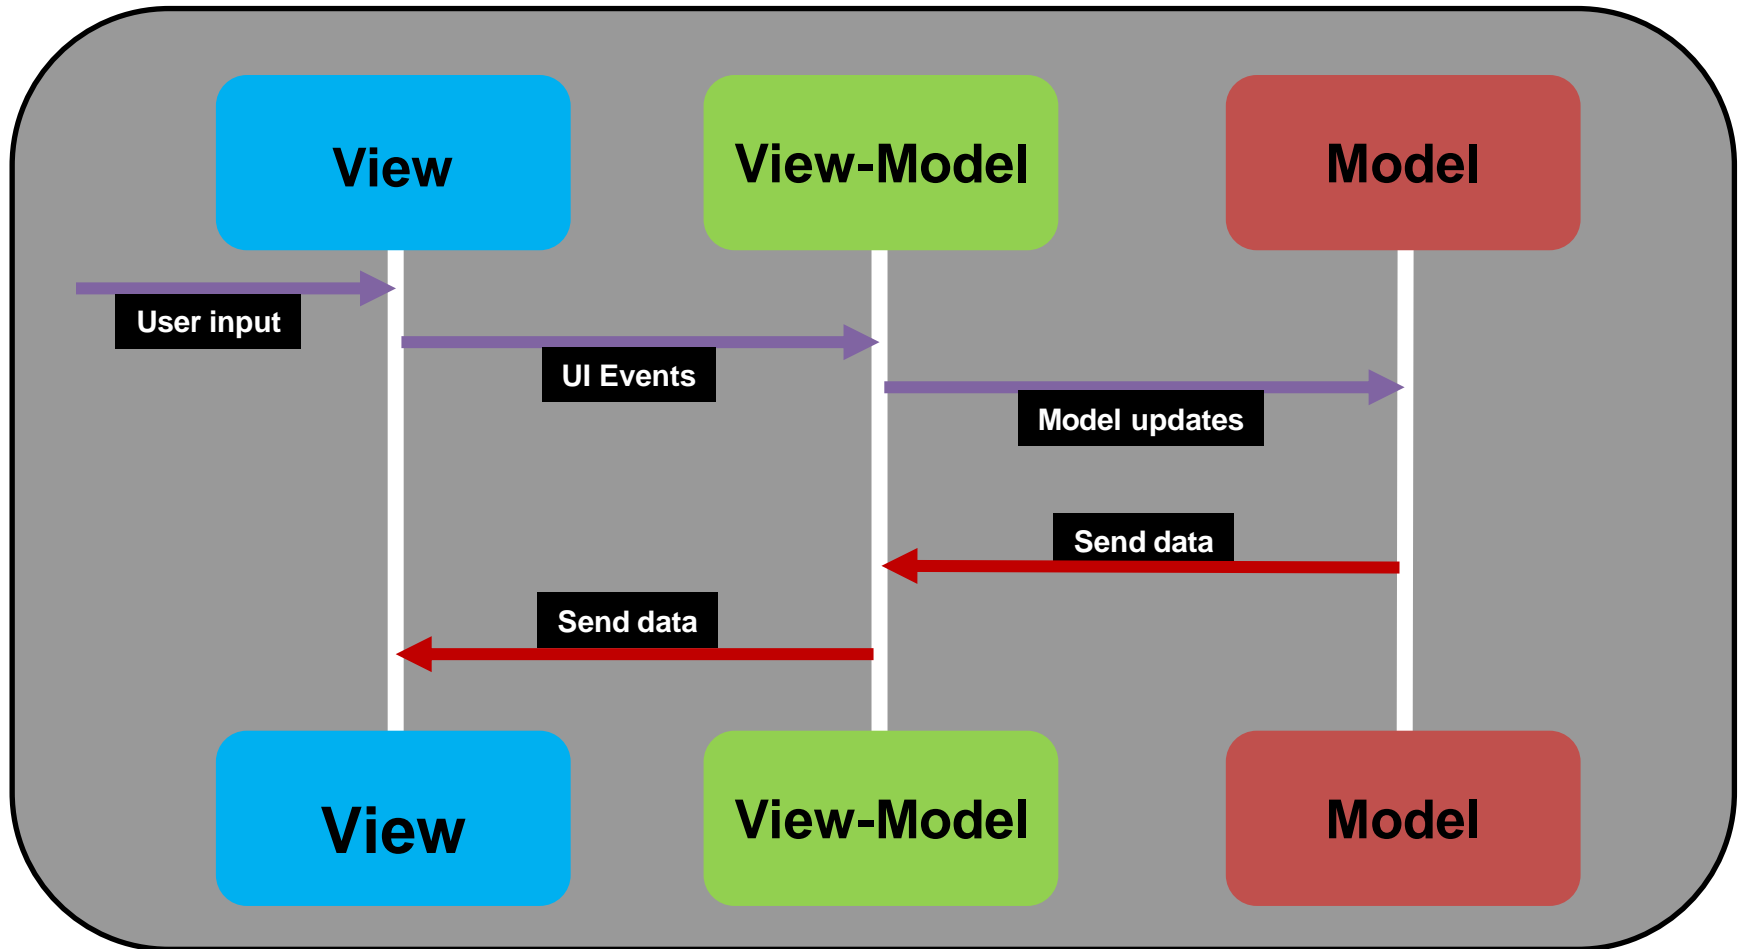 View
View-Model
Model
User input
UI Events
Model updates
Send data
Send data
View
View-Model
Model